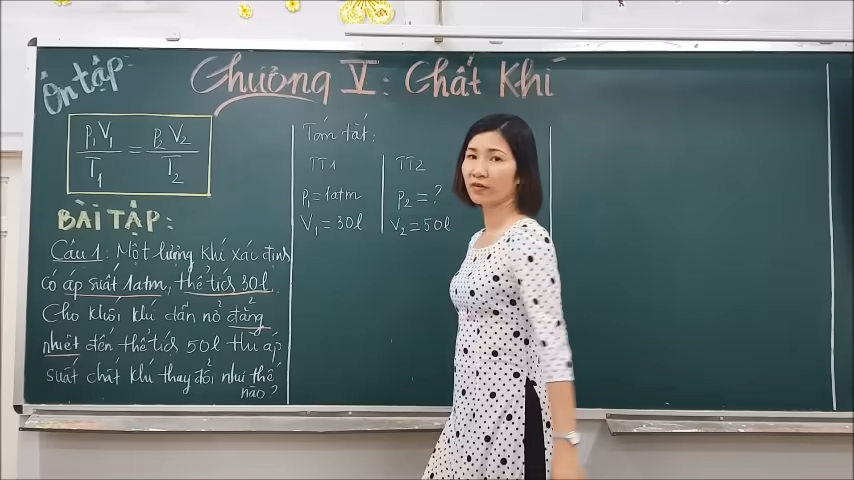 Ôn tập:
Chương V: Chất Khí
p₁V₁/T₁ = p₂V₂/T₂
BÀI TẬP:
Câu 1: Một lượng khí xác định
có áp suất 1atm, thể tích 30l.
Cho khối khí dãn nở đẳng
nhiệt đến thể tích 50l thì áp
suất chất khí thay đổi như thế
nào?
Tóm tắt:
TT1 TT2
p₁=1atm p₂=?
V₁=30l V₂=50l